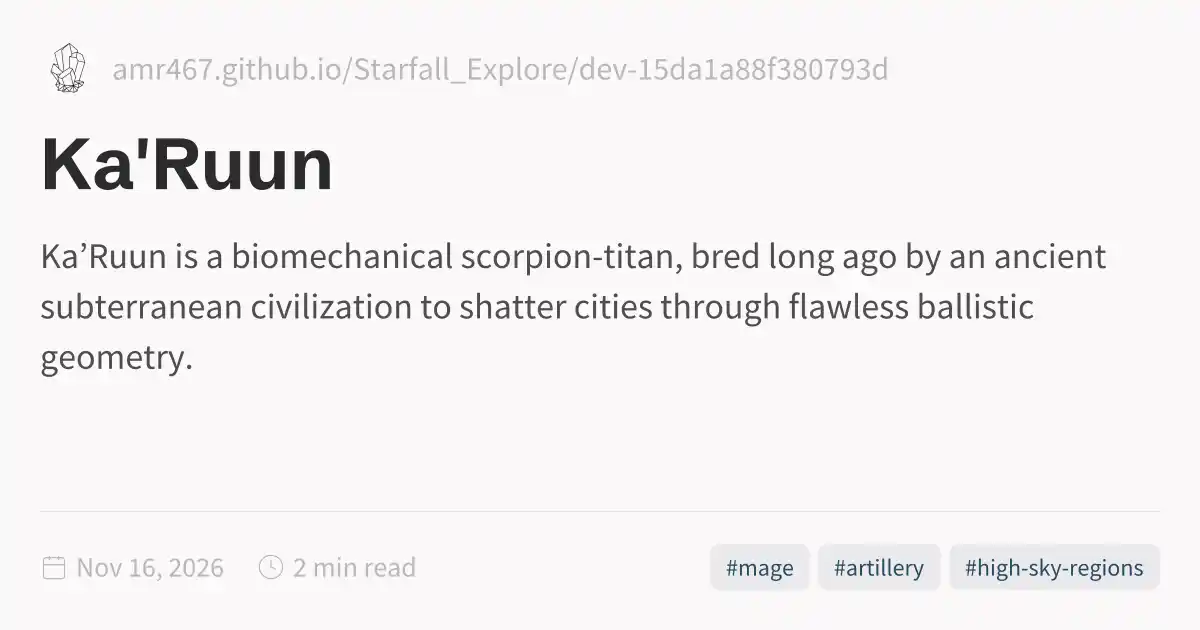 amr467.github.io/Starfall_Explore/dev-15da1a88f380793d
Ka'Ruun
Ka’Ruun is a biomechanical scorpion-titan, bred long ago by an ancient
subterranean civilization to shatter cities through flawless ballistic
geometry.
Nov 16, 2026
2 min read
#mage
#artillery
#high-sky-regions